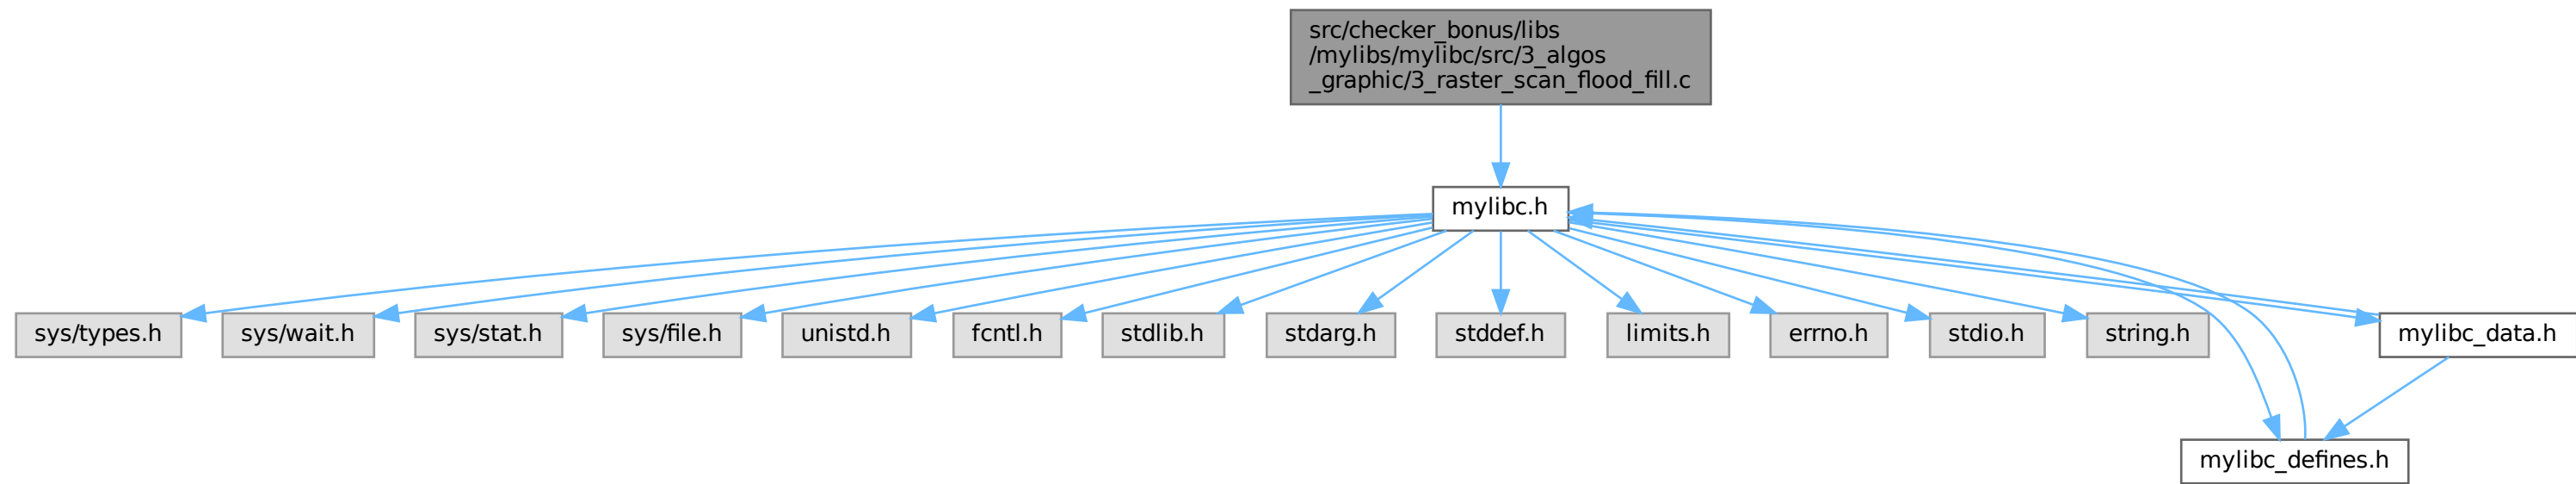 src/checker_bonus/libs
/mylibs/mylibc/src/3_algos
_graphic/3_raster_scan_flood_fill.c
mylibc.h
sys/types.h
sys/wait.h
sys/stat.h
sys/file.h
unistd.h
fcntl.h
stdlib.h
stdarg.h
stddef.h
limits.h
errno.h
stdio.h
string.h
mylibc_data.h
mylibc_defines.h